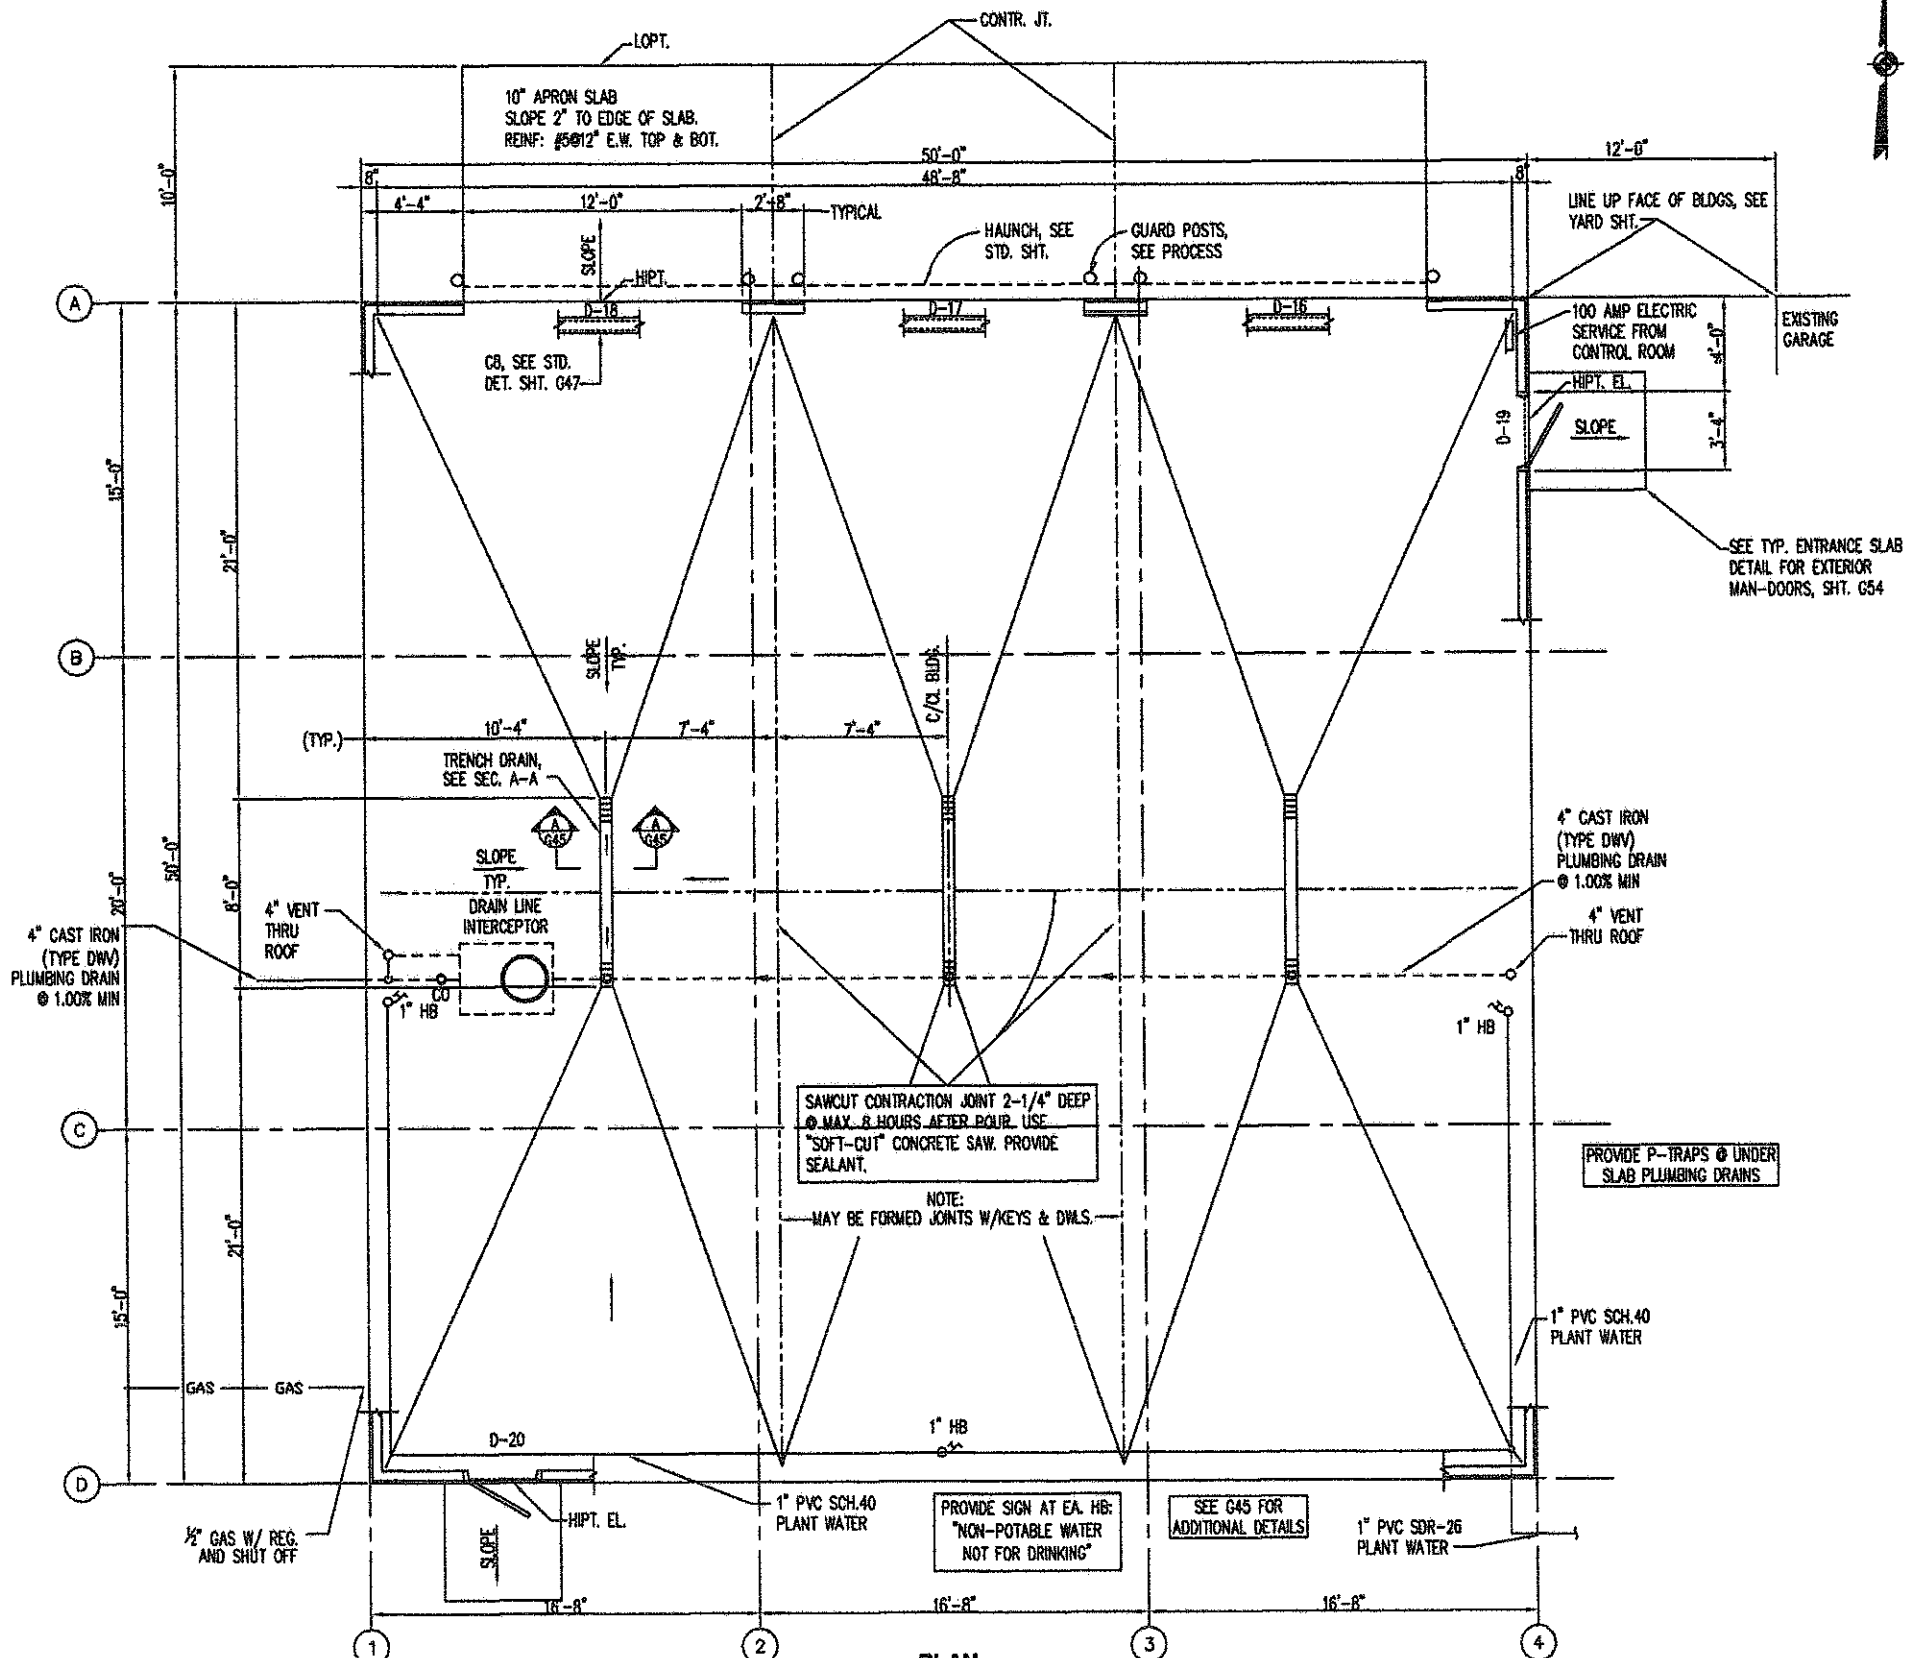 CONTR. JT.
LOPT.
10" APRON SLAB
SLOPE 2" TO EDGE OF SLAB.
REINF: #5@12" E.W. TOP & BOT.
50'-0"
12'-0"
8"
48'-8"
8"
10'-0"
4'-4"
12'-0"
2'-8"
TYPICAL
LINE UP FACE OF BLDGS, SEE
YARD SHT.
SLOPE
HAUNCH, SEE
STD. SHT.
GUARD POSTS,
SEE PROCESS
HIPT.
A
D-18
D-17
D-16
100 AMP ELECTRIC
SERVICE FROM
CONTROL ROOM
4'-0"
EXISTING
GARAGE
C8, SEE STD.
DET. SHT. G47
HIPT. EL.
D-19
SLOPE
3'-4"
15'-0"
21'-0"
SEE TYP. ENTRANCE SLAB
DETAIL FOR EXTERIOR
MAN-DOORS, SHT. G54
B
SLOPE
TYP.
C/CL BLDG.
(TYP.)
10'-4"
7'-4"
7'-4"
TRENCH DRAIN,
SEE SEC. A-A
A
G45
A
G45
4" CAST IRON
(TYPE DWV)
PLUMBING DRAIN
@ 1.00% MIN
50'-0"
SLOPE
TYP.
20'-0"
8'-0"
4" VENT
THRU
ROOF
DRAIN LINE
INTERCEPTOR
4" VENT
THRU ROOF
4" CAST IRON
(TYPE DWV)
PLUMBING DRAIN
@ 1.00% MIN
CO
1" HB
1" HB
SAWCUT CONTRACTION JOINT 2-1/4" DEEP
@ MAX. 8 HOURS AFTER POUR. USE
"SOFT-CUT" CONCRETE SAW. PROVIDE
SEALANT.
C
PROVIDE P-TRAPS @ UNDER
SLAB PLUMBING DRAINS
NOTE:
MAY BE FORMED JOINTS W/KEYS & DWLS.
21'-0"
15'-0"
1" PVC SCH.40
PLANT WATER
GAS
GAS
D-20
1" HB
D
HIPT. EL.
1" PVC SCH.40
PLANT WATER
PROVIDE SIGN AT EA. HB:
"NON-POTABLE WATER
NOT FOR DRINKING"
SEE G45 FOR
ADDITIONAL DETAILS
1" PVC SDR-26
PLANT WATER
½" GAS W/ REG.
AND SHUT OFF
SLOPE
16'-8"
16'-8"
16'-8"
1
2
3
4
PLAN